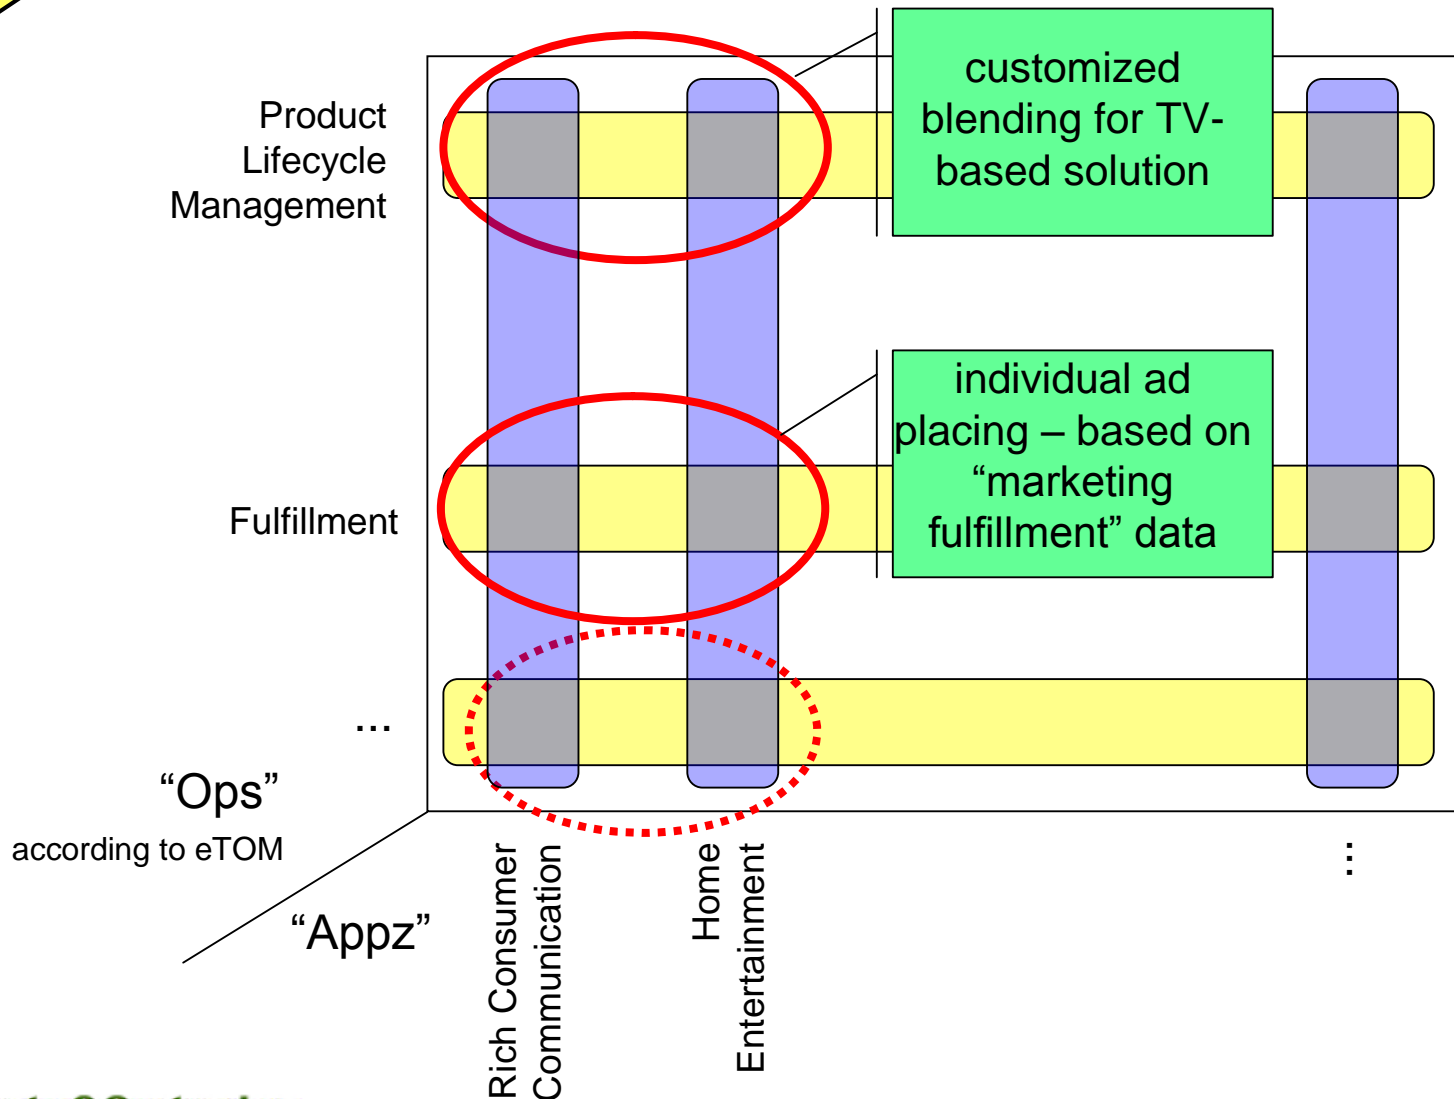 Product
Lifecycle
Management
customized
blending for TV-
based solution
Fulfillment
individual ad
placing – based on
“marketing
fulfillment” data
...
“Ops”
according to eTOM
“Appz”
Rich Consumer
Communication
Home
Entertainment
...